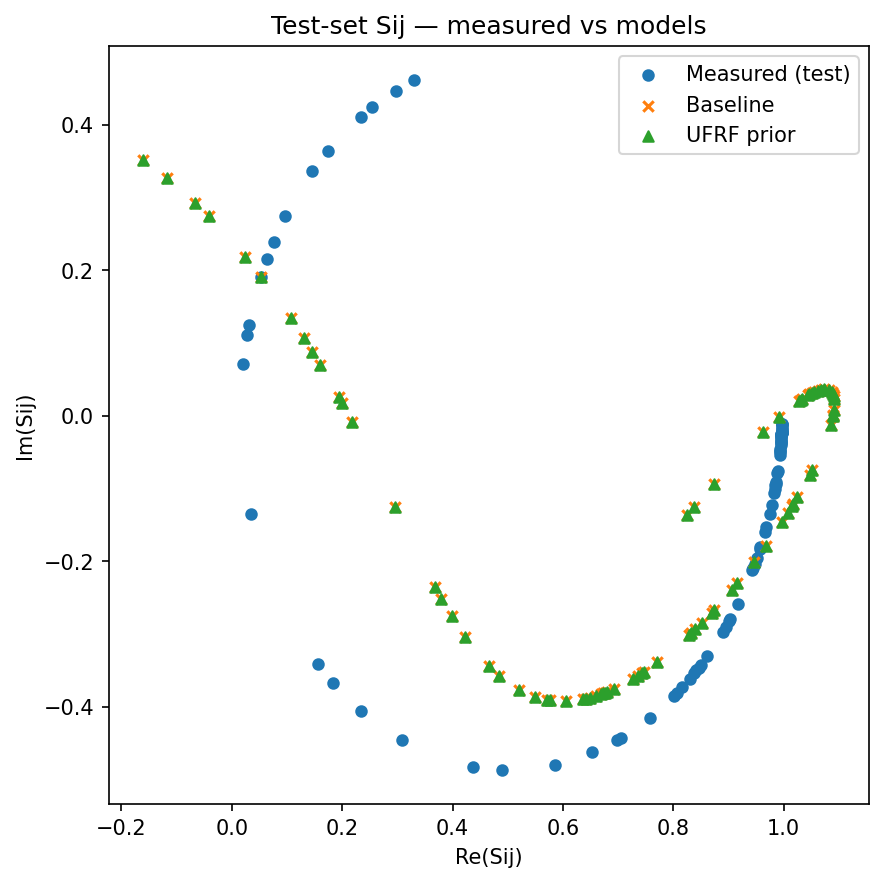 Test-set Sij — measured vs models
Measured (test)
Baseline
UFRF prior
Im(Sij)
0.4
0.2
0.0
−0.2
−0.4
−0.2
0.0
0.2
0.4
0.6
0.8
1.0
Re(Sij)